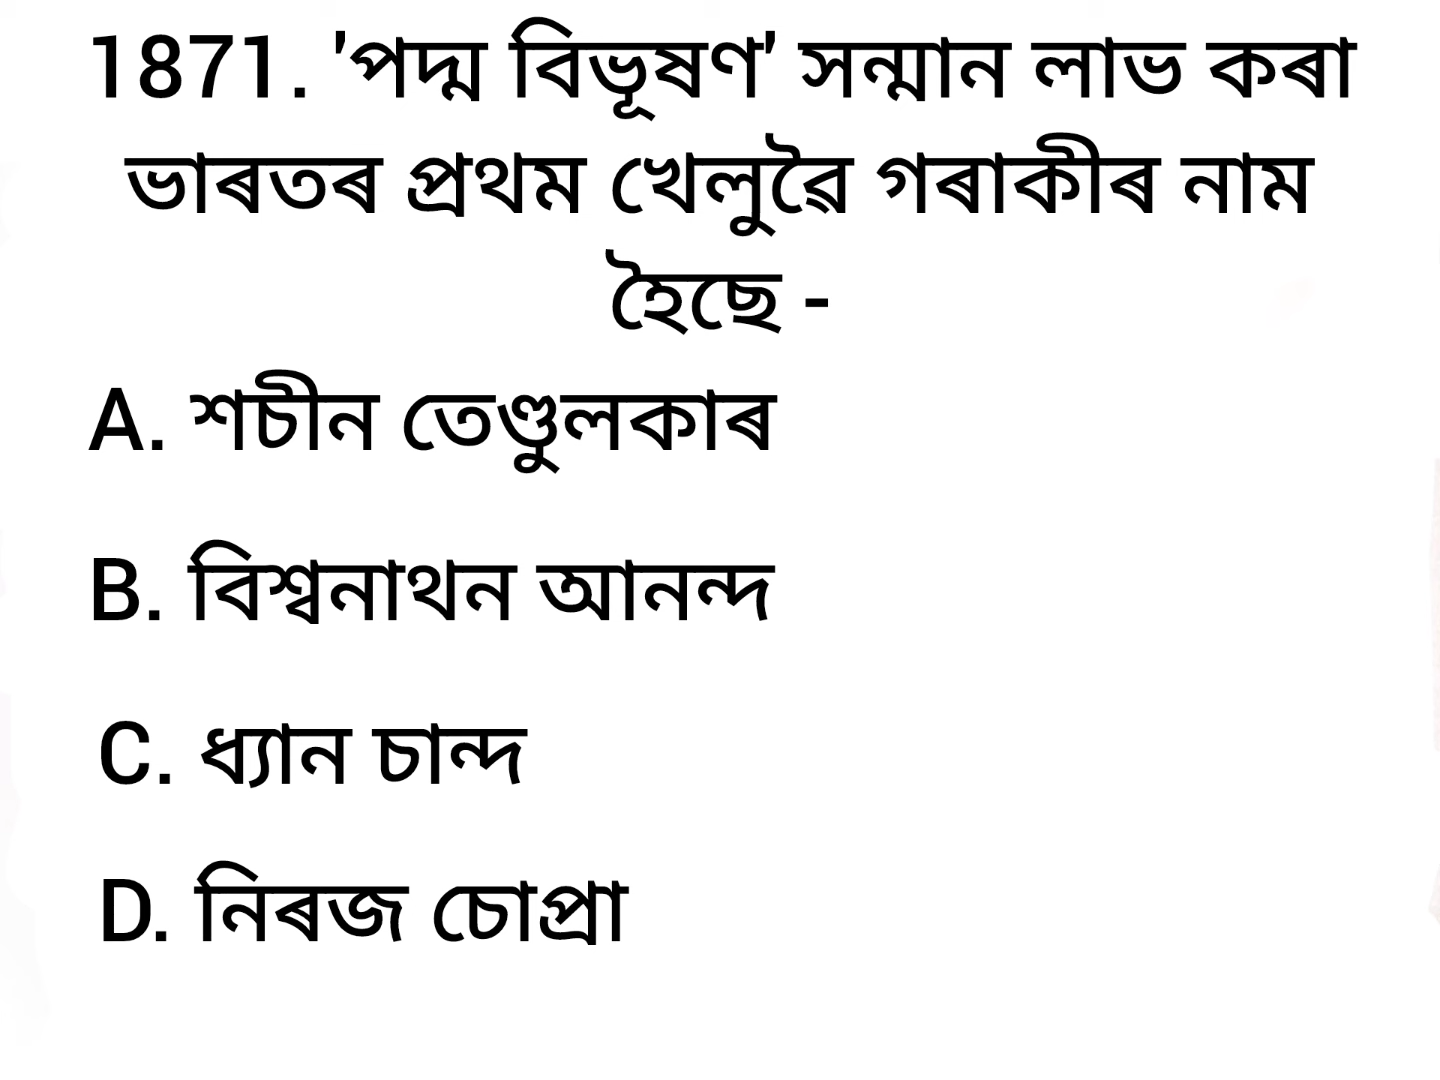 1871. 'পদ্ম বিভূষণ' সন্মান লাভ কৰা
ভাৰতৰ প্ৰথম খেলুৱৈ গৰাকীৰ নাম
হৈছে -
A. শচীন তেণ্ডুলকাৰ
B. বিশ্বনাথন আনন্দ
C. ধ্যান চান্দ
D. নিৰজ চোপ্ৰা